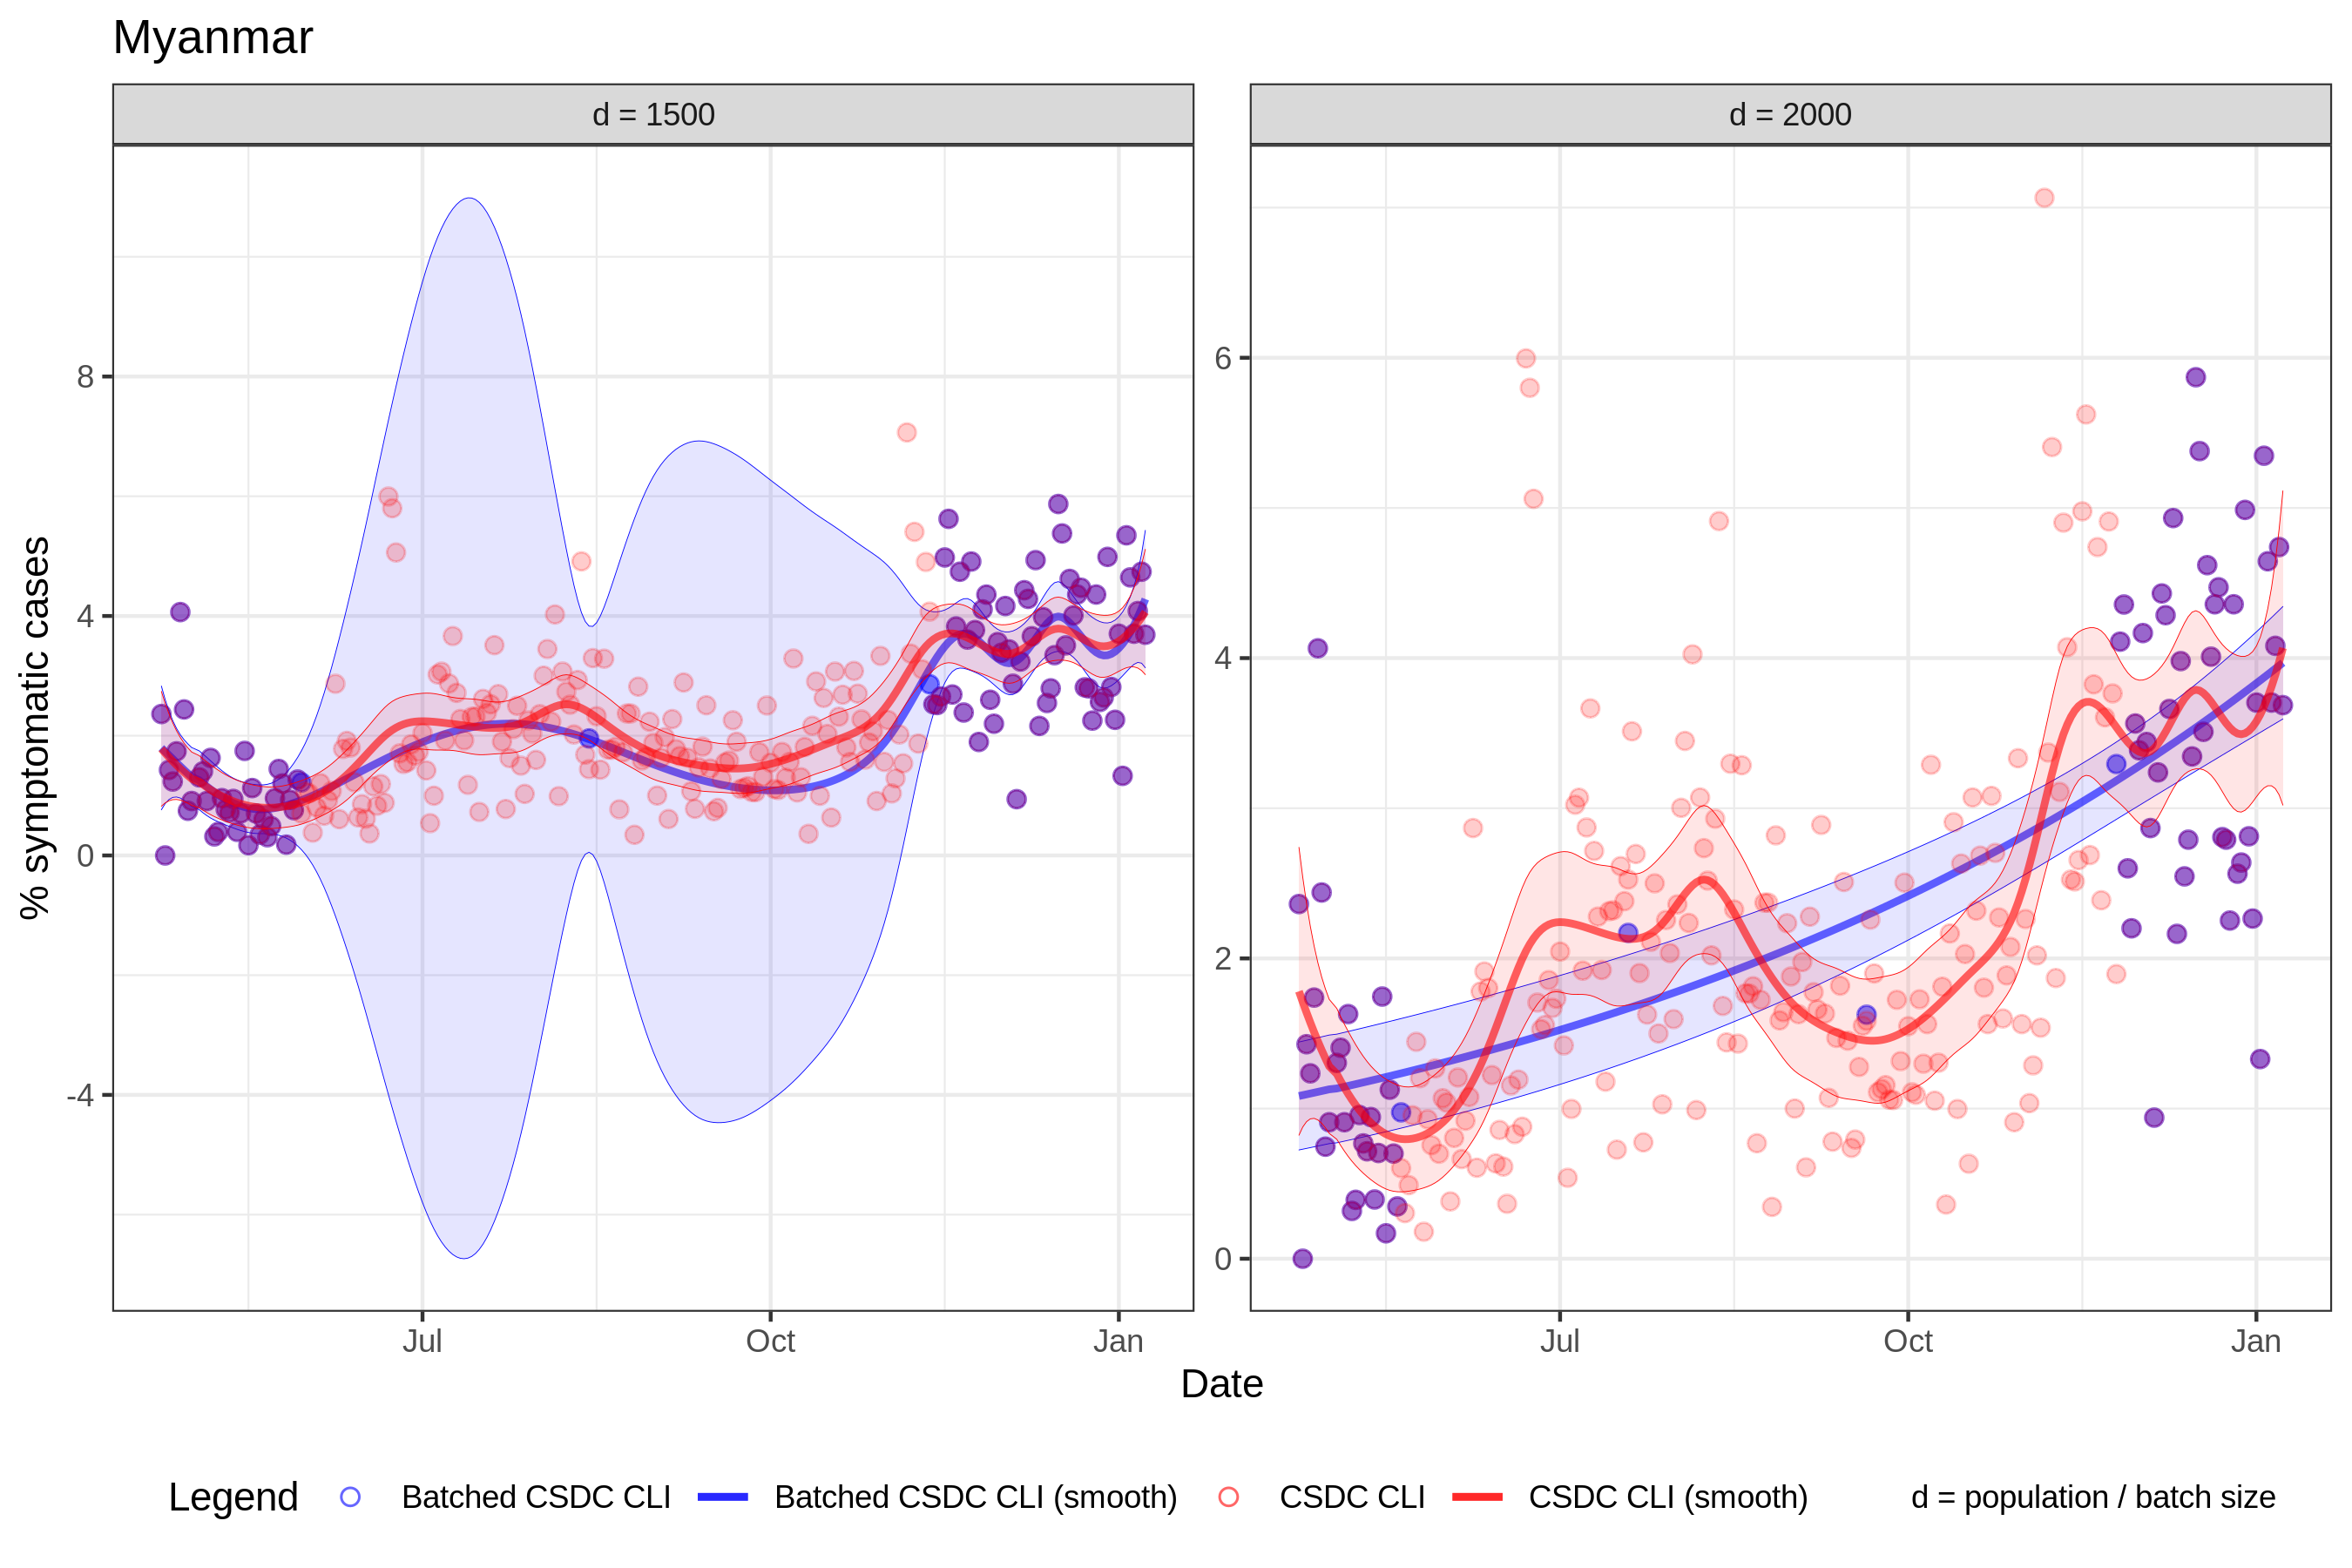 Myanmar
d = 1500
d = 2000
% symptomatic cases
8
4
0
-4
6
4
2
0
Jul
Oct
Jan
Jul
Oct
Jan
Date
Legend Batched CSDC CLI Batched CSDC CLI (smooth) CSDC CLI CSDC CLI (smooth) d = population / batch size